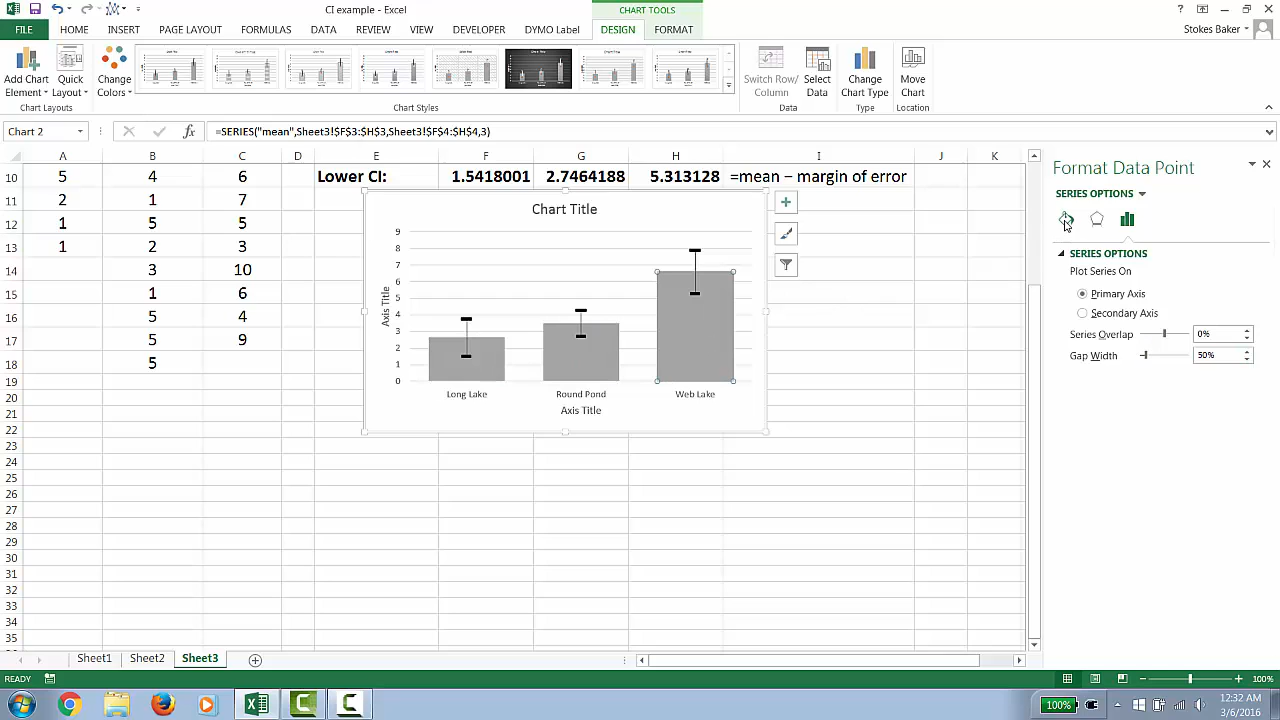 CI example - Excel
CHART TOOLS
FILE
HOME
INSERT
PAGE LAYOUT
FORMULAS
DATA
REVIEW
VIEW
DEVELOPER
DYMO Label
DESIGN
FORMAT
Stokes Baker
Add Chart Element
Quick Layout
Change Colors
Switch Row/ Column
Select Data
Change Chart Type
Move Chart
Chart Layouts
Chart Styles
Data
Type
Location
Chart 2
fx
=SERIES("mean",Sheet3!$F$3:$H$3,Sheet3!$F$4:$H$4,3)
A B C D E F G H I J K
10 5 4 6 Lower CI: 1.5418001 2.7464188 5.313128 =mean − margin of error
11 2 1 7
12 1 5 5
13 1 2 3
14 3 10
15 1 6
16 5 4
17 5 9
18 5
19
20
21
22
23
24
25
26
27
28
29
30
31
32
33
34
35
Chart Title
9
8
7
6
5
4
3
2
1
0
Axis Title
Long Lake Round Pond Web Lake
Axis Title
Format Data Point
SERIES OPTIONS
SERIES OPTIONS
Plot Series On
Primary Axis
Secondary Axis
Series Overlap 0%
Gap Width 50%
Sheet1 Sheet2 Sheet3
READY
100%
100%
12:32 AM
3/6/2016